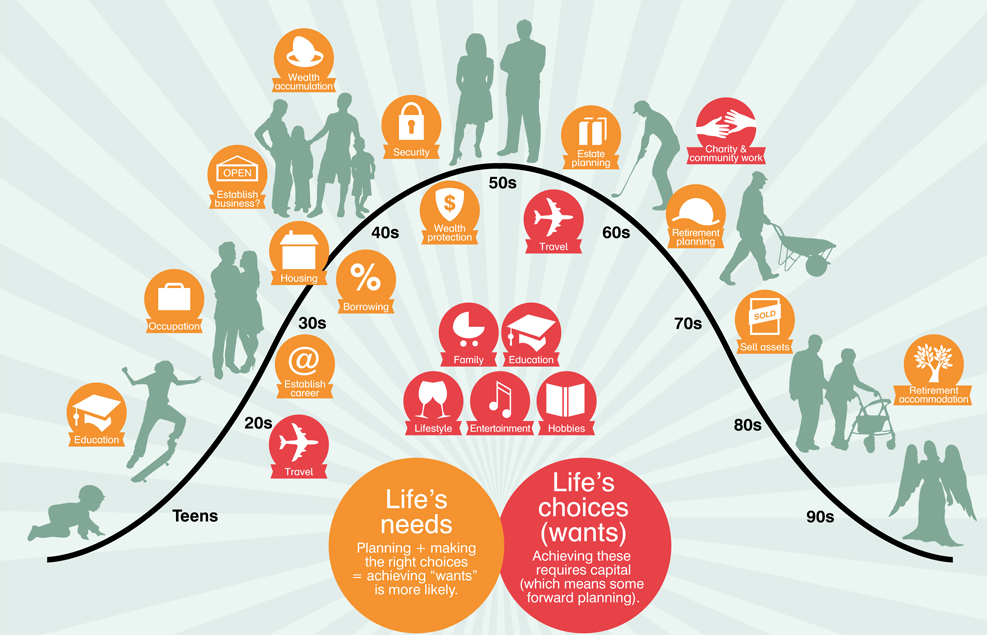 Wealth
accumulation
Security
OPEN
Establish
business?
Estate
planning
Charity &
community work
50s
40s
$
Wealth
protection
Travel
60s
Retirement
planning
Housing
%
Borrowing
Occupation
30s
Family
Education
70s
SOLD
Sell assets
@
Establish
career
Retirement
accommodation
Education
20s
Travel
Lifestyle
Entertainment
Hobbies
80s
Teens
90s
Life's
needs
Planning + making
the right choices
= achieving “wants”
is more likely.
Life's
choices
(wants)
Achieving these
requires capital
(which means some
forward planning).